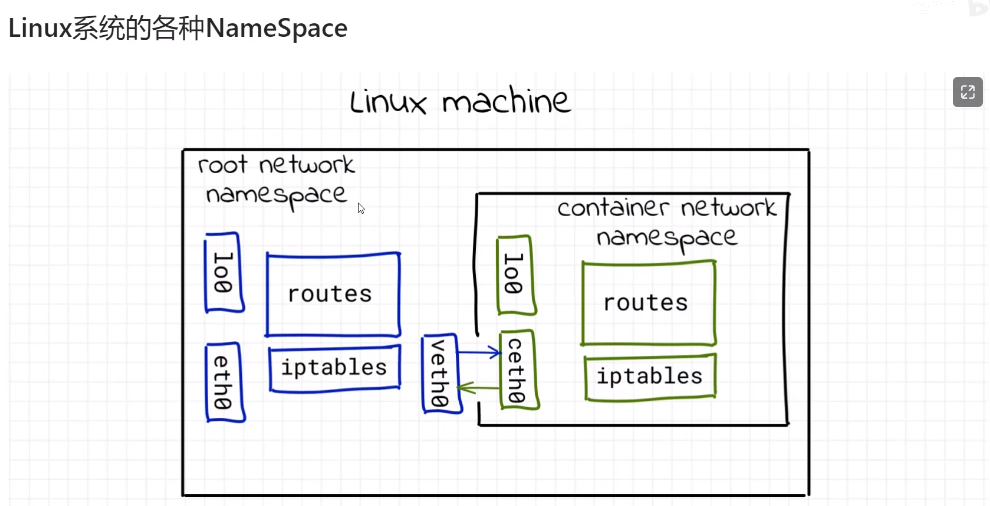 Linux系统的各种NameSpace
Linux machine
root network
namespace
container network
namespace
lo0
routes
lo0
routes
eth0
iptables
veth0
ceth0
iptables